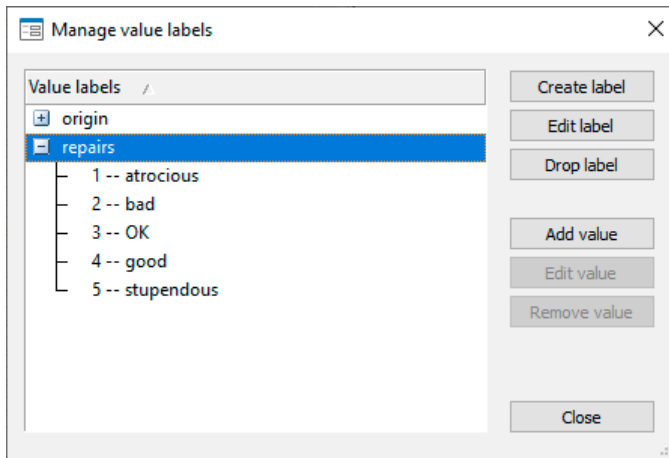 Manage value labels
Value labels
origin
repairs
1 -- atrocious
2 -- bad
3 -- OK
4 -- good
5 -- stupendous
Create label
Edit label
Drop label
Add value
Edit value
Remove value
Close